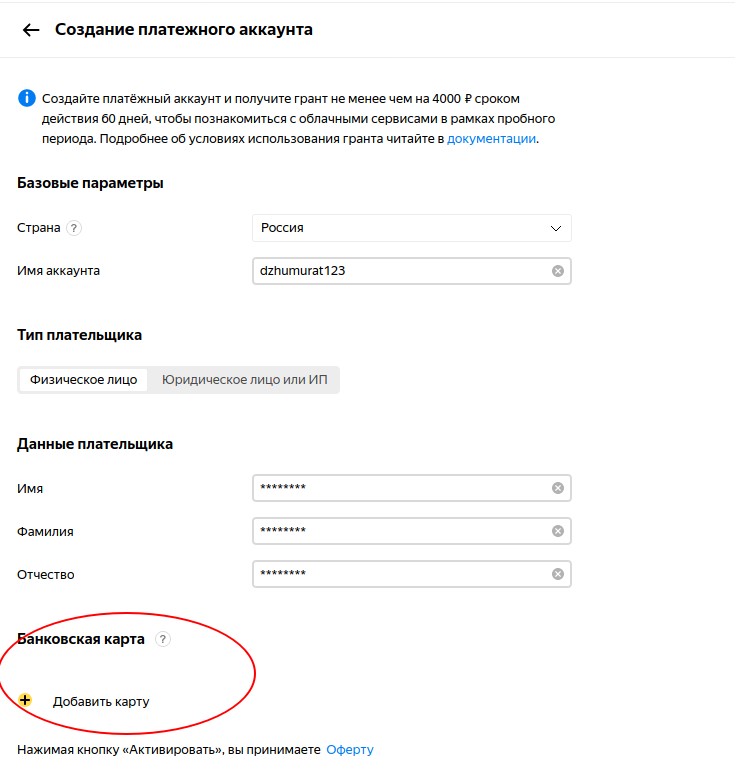 Создание платежного аккаунта
Создайте платёжный аккаунт и получите грант не менее чем на 4000 ₽ сроком
действия 60 дней, чтобы познакомиться с облачными сервисами в рамках пробного
периода. Подробнее об условиях использования гранта читайте в документации.
Базовые параметры
Страна ?
Россия
Имя аккаунта
dzhumurat123
Тип плательщика
Физическое лицо Юридическое лицо или ИП
Данные плательщика
Имя
********
Фамилия
********
Отчество
********
Банковская карта ?
Добавить карту
Нажимая кнопку «Активировать», вы принимаете Оферту